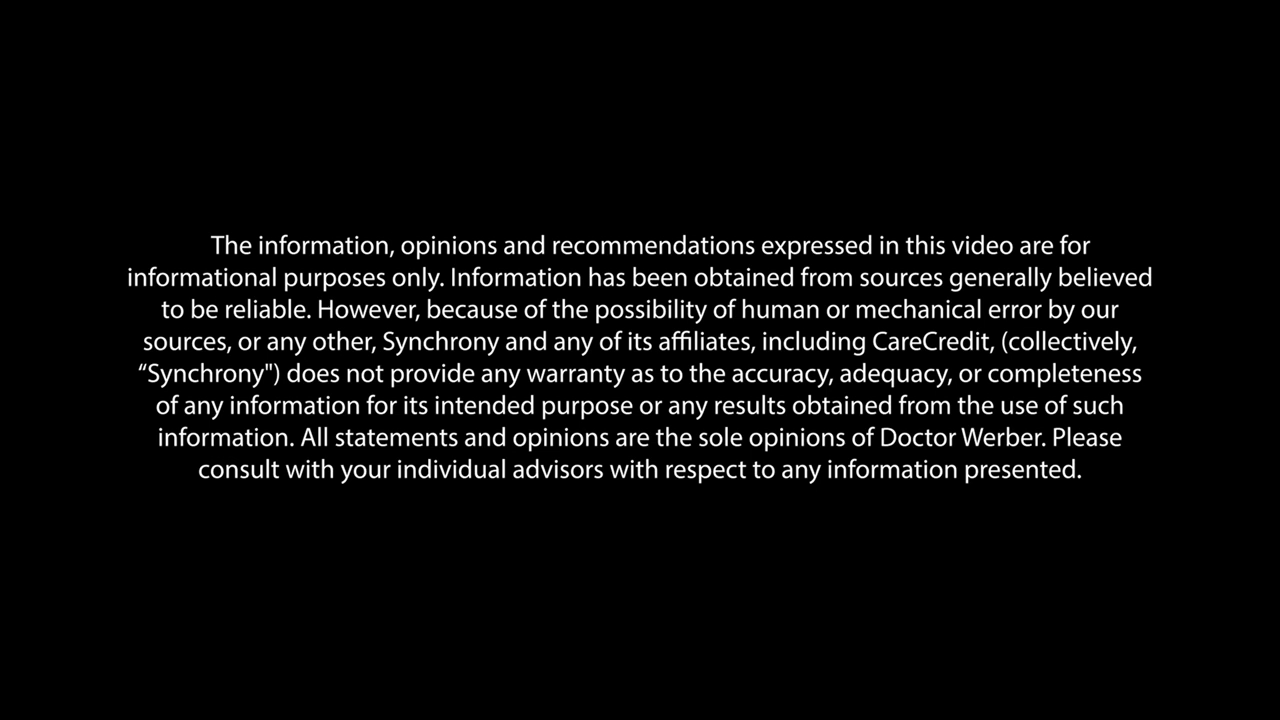 The information, opinions and recommendations expressed in this video are for
informational purposes only. Information has been obtained from sources generally believed
to be reliable. However, because of the possibility of human or mechanical error by our
sources, or any other, Synchrony and any of its affiliates, including CareCredit, (collectively,
“Synchrony") does not provide any warranty as to the accuracy, adequacy, or completeness
of any information for its intended purpose or any results obtained from the use of such
information. All statements and opinions are the sole opinions of Doctor Werber. Please
consult with your individual advisors with respect to any information presented.